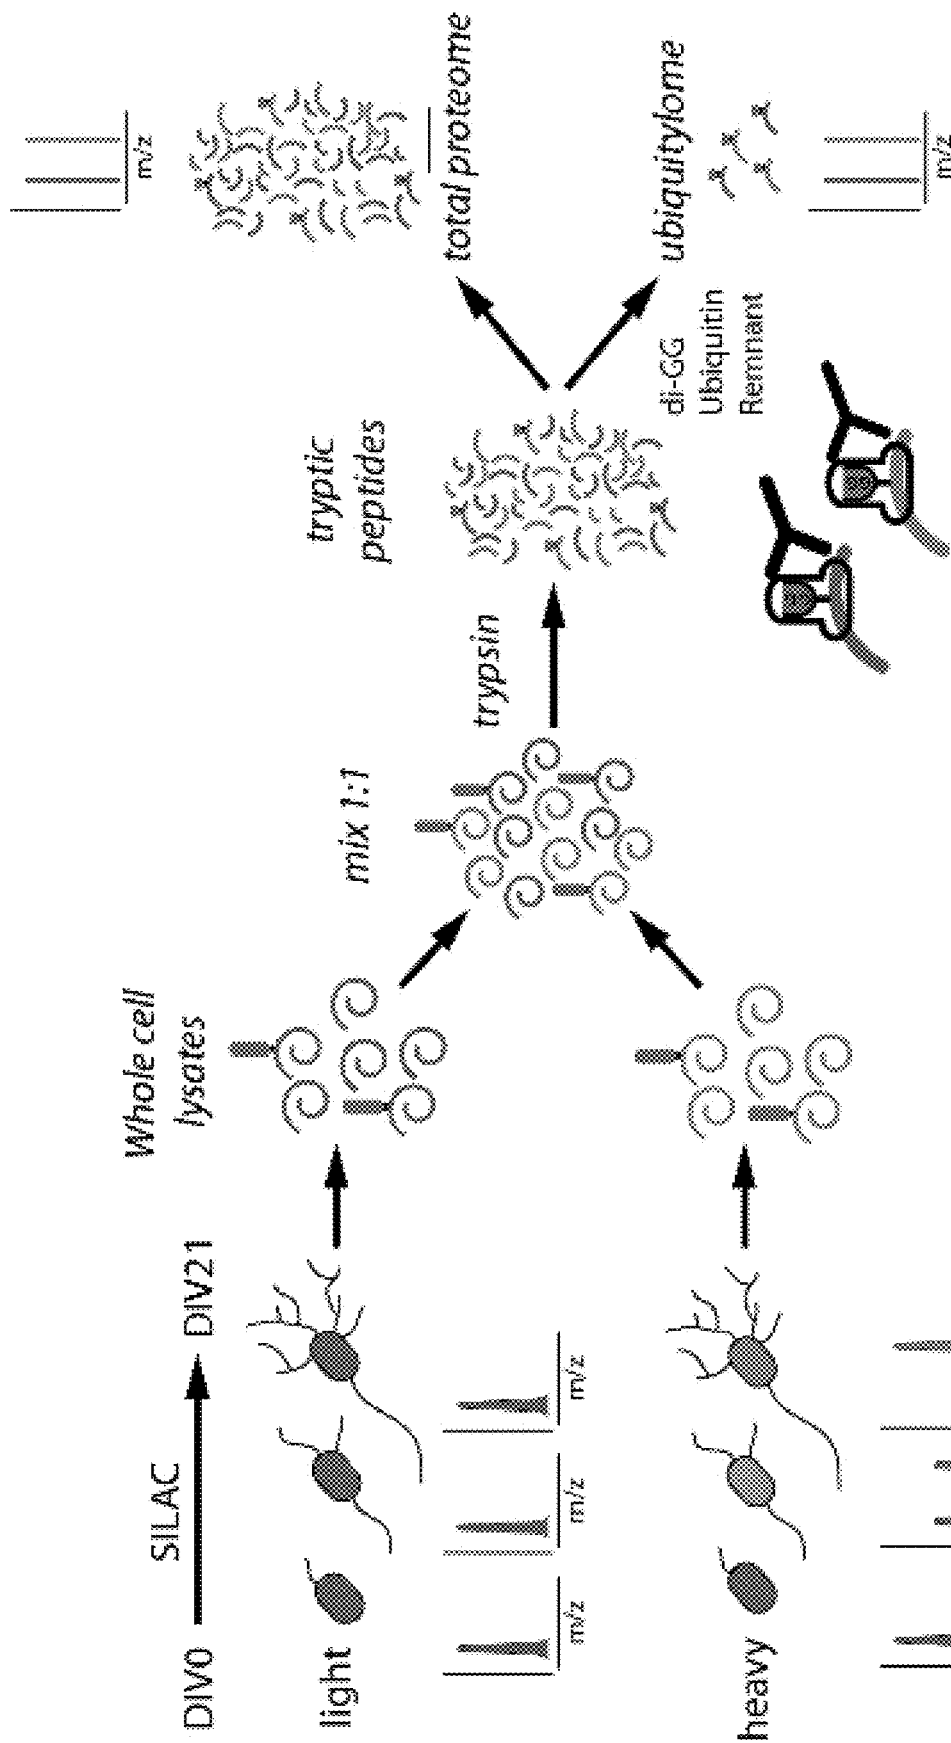 SILAC
DIV0
DIV21
light
m/z
m/z
m/z
heavy
Whole cell
lysates
mix 1:1
trypsin
tryptic
peptides
di-GG
Ubiquitin
Remnant
m/z
total proteome
ubiquitylome
m/z